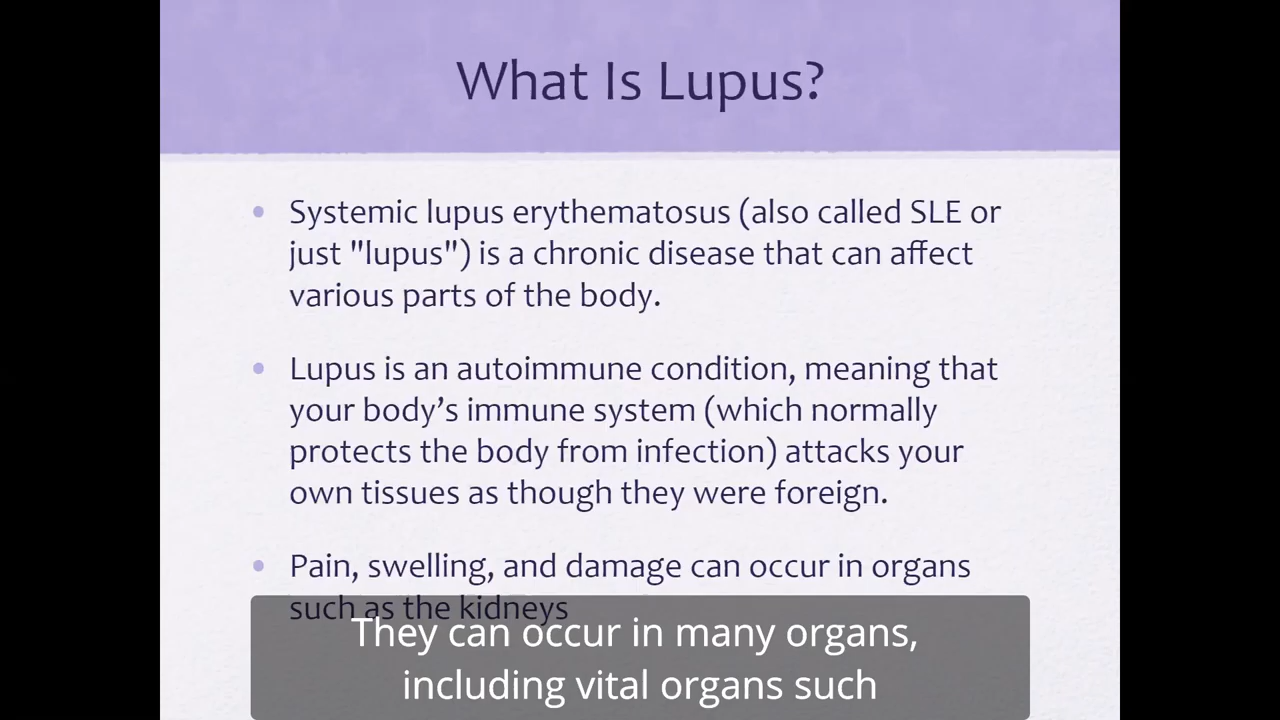 What Is Lupus?
• Systemic lupus erythematosus (also called SLE or
just "lupus") is a chronic disease that can affect
various parts of the body.
• Lupus is an autoimmune condition, meaning that
your body’s immune system (which normally
protects the body from infection) attacks your
own tissues as though they were foreign.
• Pain, swelling, and damage can occur in organs
such as the kidneys
They can occur in many organs,
including vital organs such